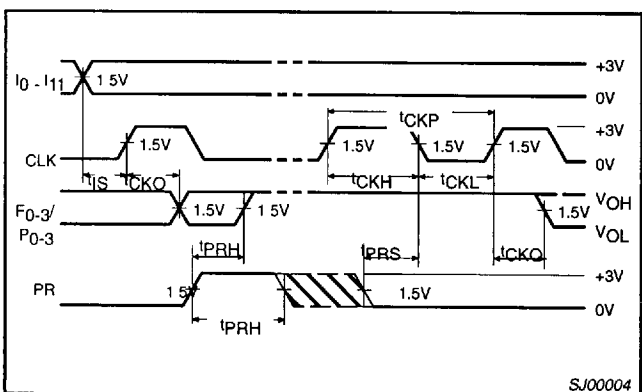 I0 - I11
1 5V
+3V
0V
tCKP
CLK
1.5V
1.5V
1.5V
1.5V
+3V
0V
tIS
tCKO
tCKH
tCKL
F0-3/
P0-3
1.5V
1 5V
VOH
1.5V
VOL
tPRH
tPRS
tCKO
PR
1 5V
1.5V
+3V
0V
tPRH
SJ00004